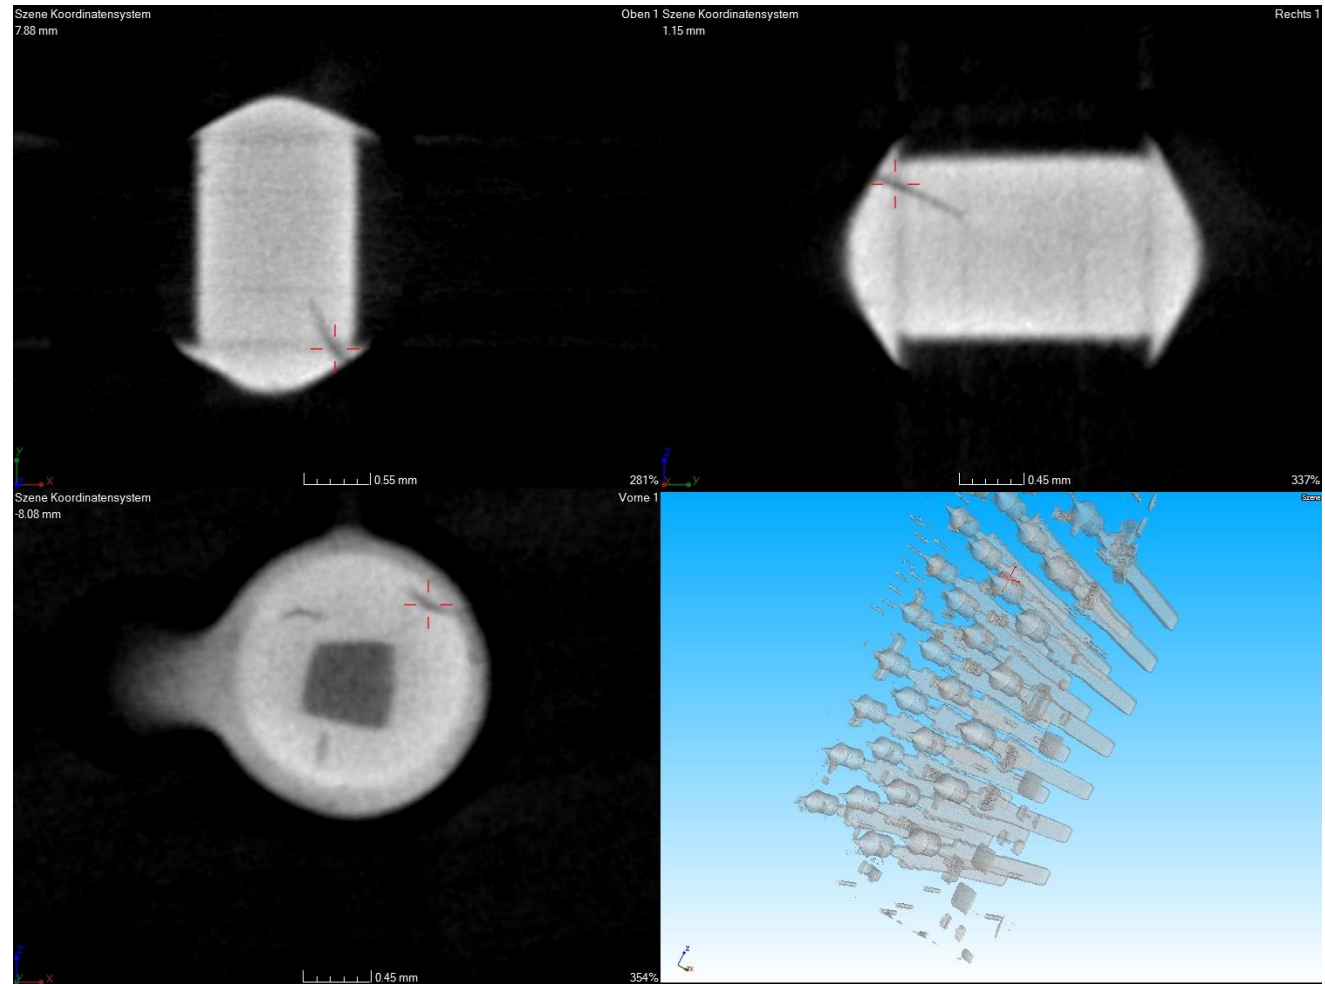 Szene Koordinatensystem
Oben 1
7.88 mm
0.55 mm
281%
Szene Koordinatensystem
Rechts 1
1.15 mm
0.45 mm
337%
Szene Koordinatensystem
Vorne 1
-8.08 mm
0.45 mm
354%
Szene
y
x
z
y
z
x
z